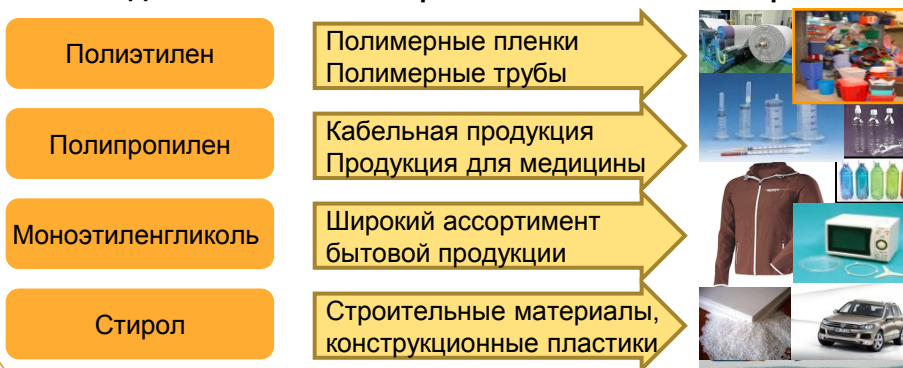 Полиэтилен
Полимерные пленки
Полимерные трубы
Полипропилен
Кабельная продукция
Продукция для медицины
Моноэтиленгликоль
Широкий ассортимент
бытовой продукции
Стирол
Строительные материалы,
конструкционные пластики